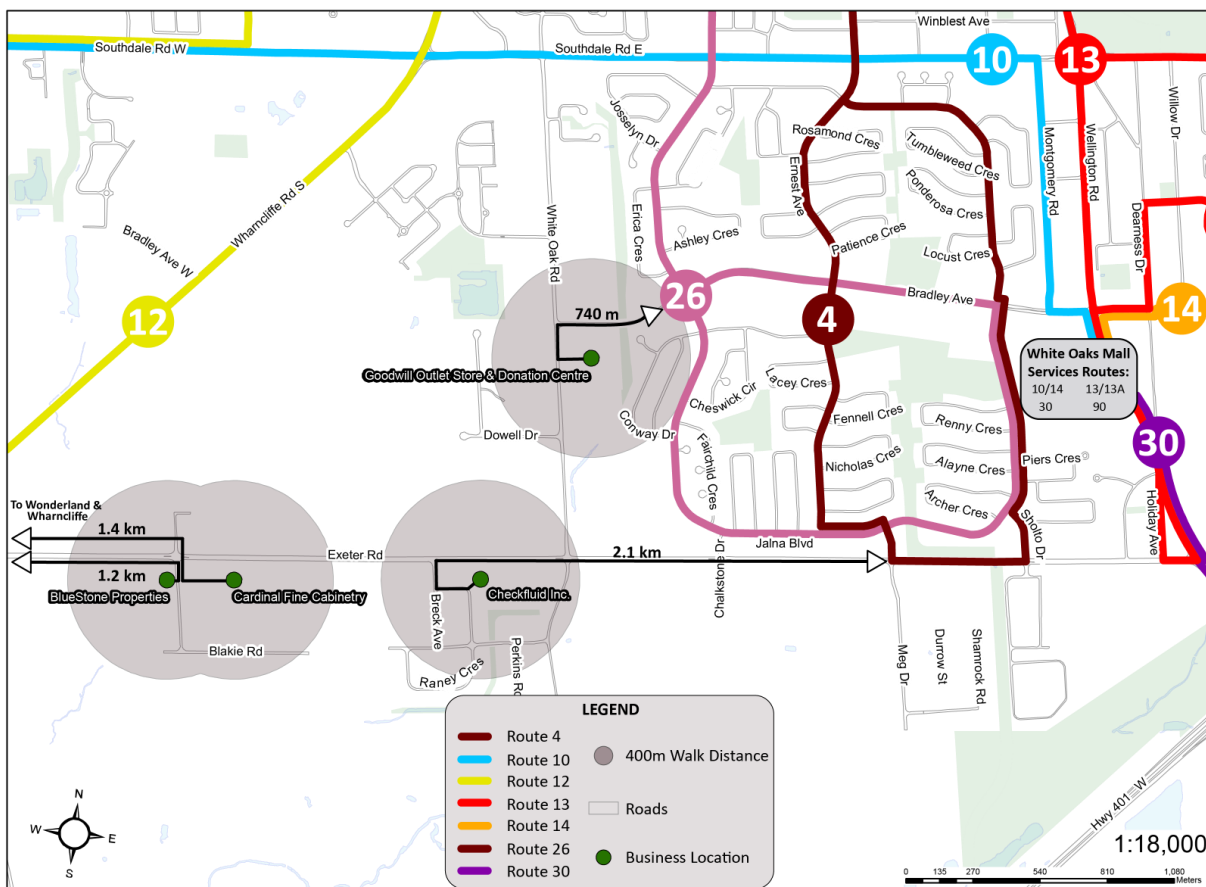 Winblest Ave
Southdale Rd W
Southdale Rd E
10
13
Josselyn Dr
Rosamond Cres
Tumbleweed Cres
Willow Dr
Ernest Ave
Montgomery Rd
Wellington Rd
Ponderosa Cres
Dearness Dr
Wharncliffe Rd S
White Oak Rd
Erica Cres
Ashley Cres
Patience Cres
Locust Cres
Bradley Ave W
26
Bradley Ave
12
740 m
4
14
White Oaks Mall
Services Routes:
10/14 13/13A
30 90
Goodwill Outlet Store & Donation Centre
Lacey Cres
Cheswick Cir
Fennell Cres
Renny Cres
Conway Dr
Dowell Dr
30
Fairchild Cres
Nicholas Cres
Alayne Cres
Piers Cres
Archer Cres
Holiday Ave
To Wonderland &
Wharncliffe
1.4 km
Sholto Dr
Exeter Rd
2.1 km
Jalna Blvd
1.2 km
Chalkstone Dr
BlueStone Properties
Cardinal Fine Cabinetry
Checkfluid Inc.
Breck Ave
Blakie Rd
Raney Cres
Perkins Rd
Meg Dr
Durrow St
Shamrock Rd
LEGEND
Route 4
Route 10
Route 12
Route 13
Route 14
Route 26
Route 30
400m Walk Distance
Roads
Business Location
N
W
E
S
Hwy 401 W
1:18,000
0 135 270 540 810 1,080
Meters